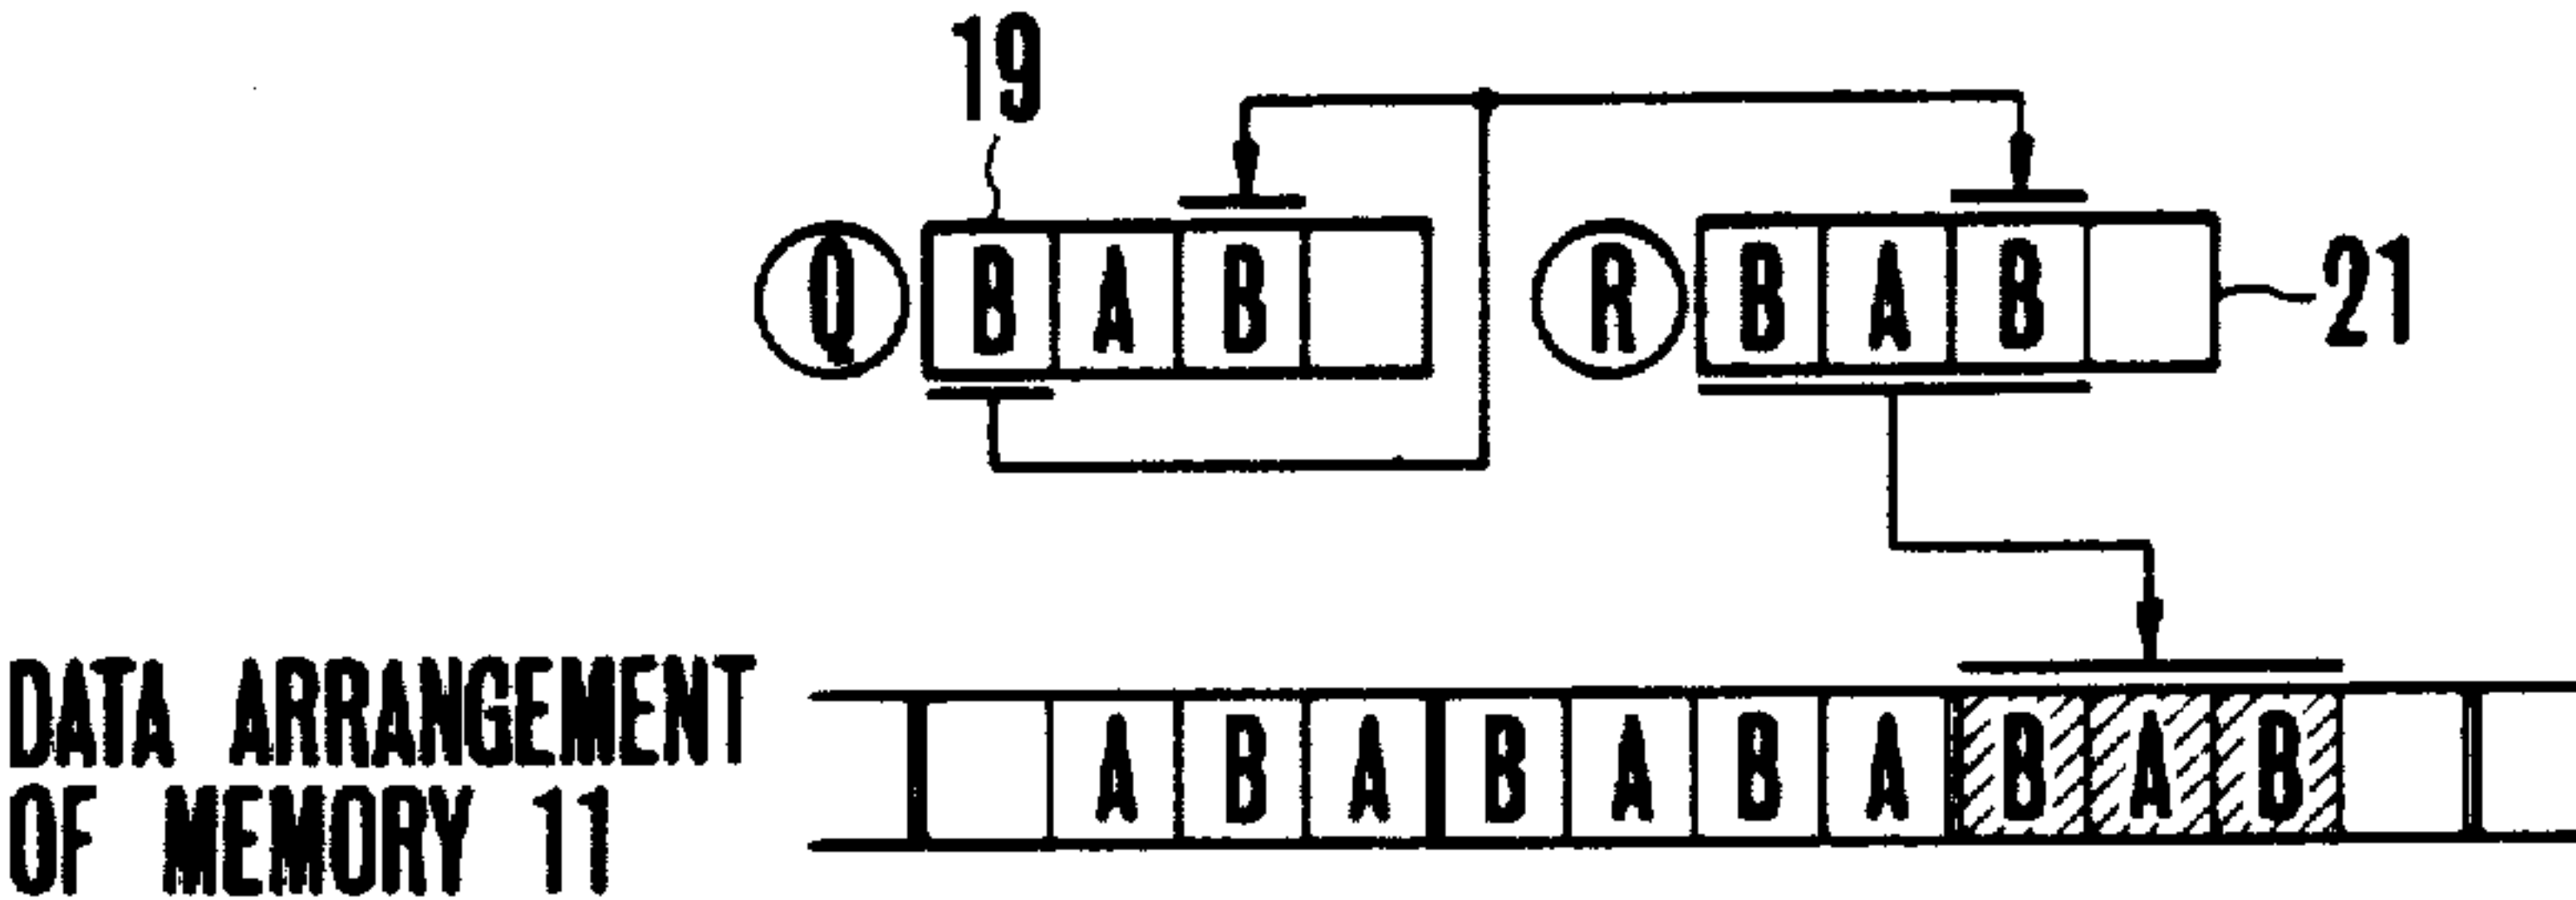 19
Q B A B R B A B 21
DATA ARRANGEMENT
OF MEMORY 11
A B A B A B A B A B